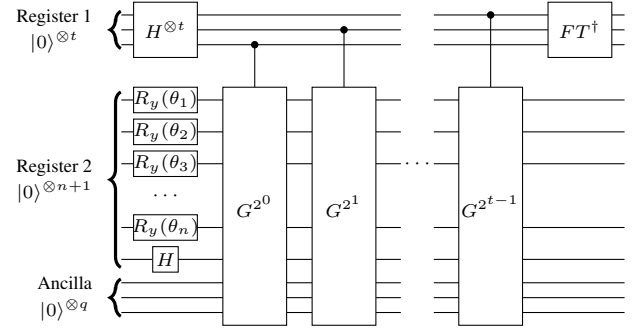 Register 1
|0⟩^{⊗t}
H^{⊗t}
FT^†
R_y(θ_1)
R_y(θ_2)
R_y(θ_3)
...
R_y(θ_n)
H
Register 2
|0⟩^{⊗n+1}
G^{2^0}
G^{2^1}
...
G^{2^{t−1}}
Ancilla
|0⟩^{⊗q}